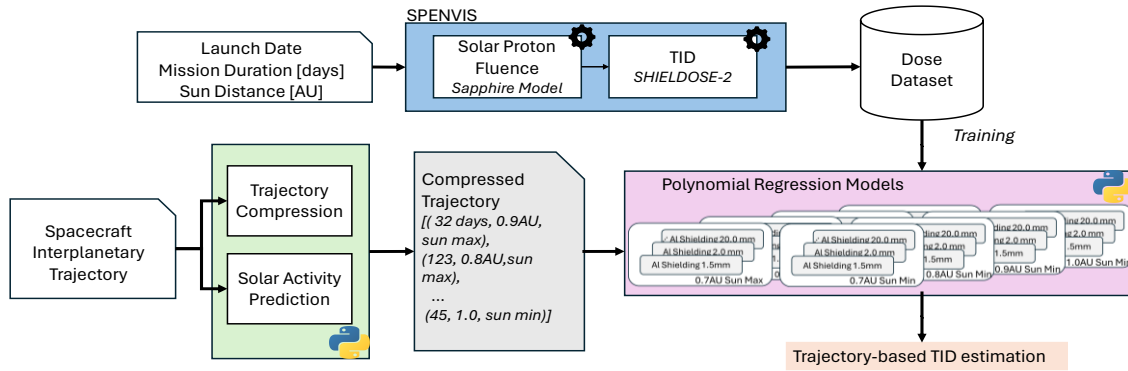 SPENVIS
Launch Date
Mission Duration [days]
Sun Distance [AU]
Solar Proton
Fluence
Sapphire Model
TID
SHIELDOSE-2
Dose
Dataset
Training
Spacecraft
Interplanetary
Trajectory
Trajectory
Compression
Solar Activity
Prediction
Compressed
Trajectory
[( 32 days, 0.9AU,
sun max),
(123, 0.8AU,sun
max),
...
(45, 1.0, sun min)]
Polynomial Regression Models
Al Shielding 20.0 mm
Al Shielding 2.0 mm
Al Shielding 1.5mm
0.7AU Sun Max
Al Shielding 20.0 mm
Al Shielding 2.0 mm
Al Shielding 1.5mm
0.7AU Sun Min
0.8AU Sun Min
0.9AU Sun Min
1.0AU Sun Min
Trajectory-based TID estimation